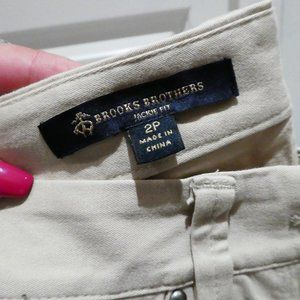 BROOKS BROTHERS
JACKIE FIT
2P
MADE IN
CHINA